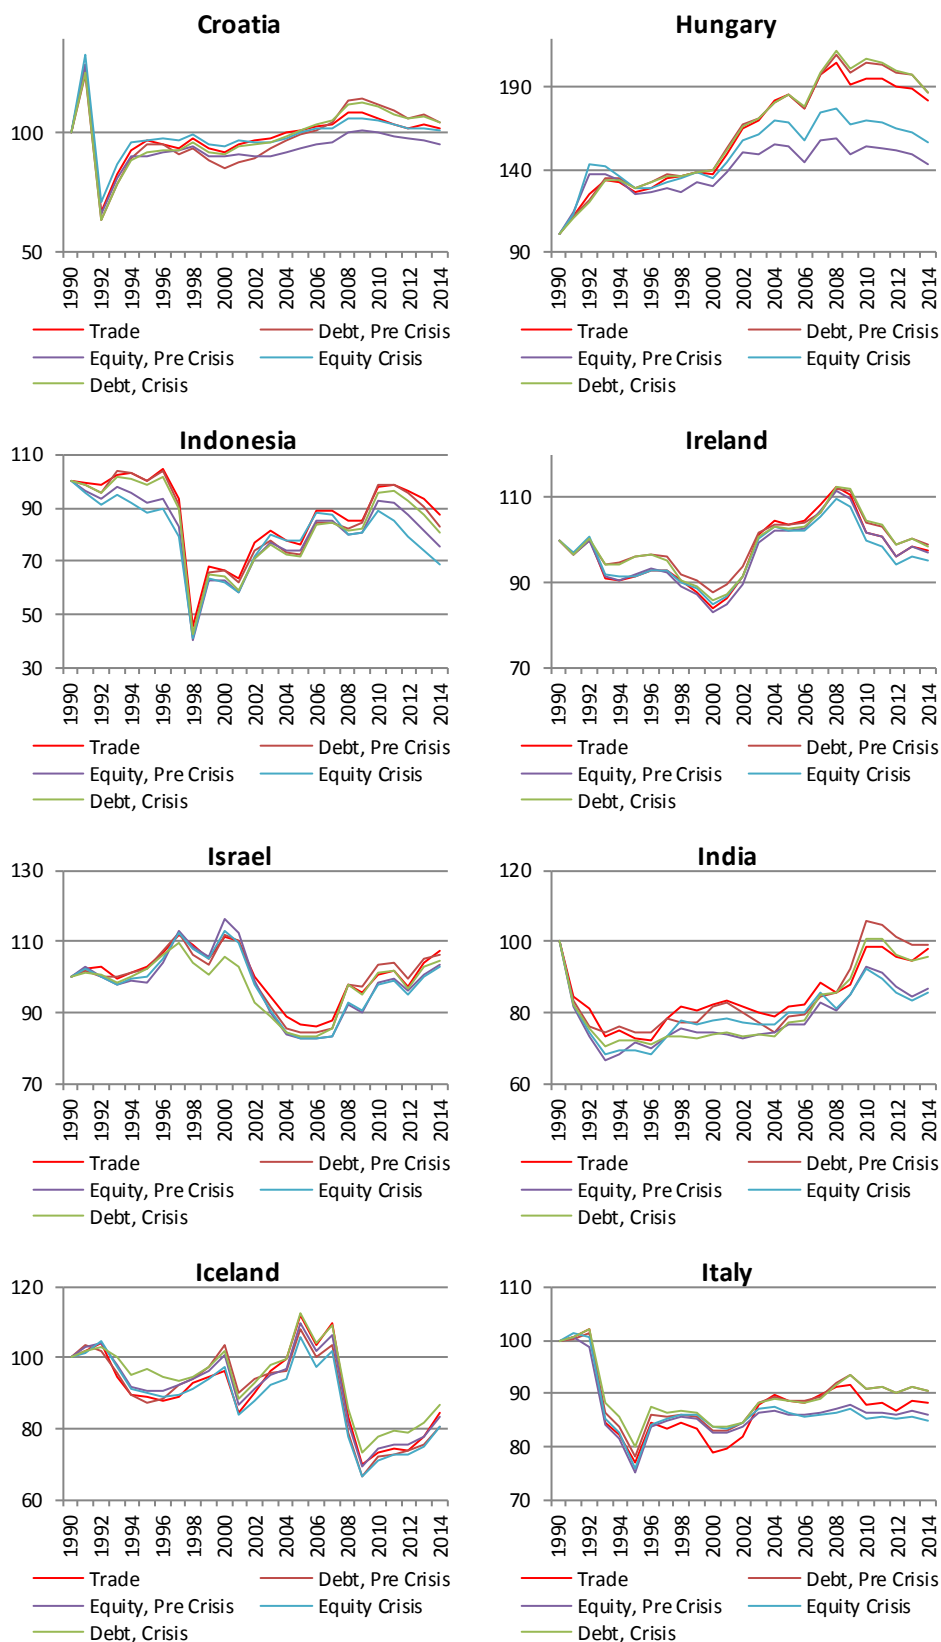 Croatia
100
50
1990 1992 1994 1996 1998 2000 2002 2004 2006 2008 2010 2012 2014
Trade Debt, Pre Crisis
Equity, Pre Crisis Equity Crisis
Debt, Crisis
Hungary
190
140
90
1990 1992 1994 1996 1998 2000 2002 2004 2006 2008 2010 2012 2014
Trade Debt, Pre Crisis
Equity, Pre Crisis Equity Crisis
Debt, Crisis
Indonesia
110
90
70
50
30
1990 1992 1994 1996 1998 2000 2002 2004 2006 2008 2010 2012 2014
Trade Debt, Pre Crisis
Equity, Pre Crisis Equity Crisis
Debt, Crisis
Ireland
110
90
70
1990 1992 1994 1996 1998 2000 2002 2004 2006 2008 2010 2012 2014
Trade Debt, Pre Crisis
Equity, Pre Crisis Equity Crisis
Debt, Crisis
Israel
130
110
90
70
1990 1992 1994 1996 1998 2000 2002 2004 2006 2008 2010 2012 2014
Trade Debt, Pre Crisis
Equity, Pre Crisis Equity Crisis
Debt, Crisis
India
120
100
80
60
1990 1992 1994 1996 1998 2000 2002 2004 2006 2008 2010 2012 2014
Trade Debt, Pre Crisis
Equity, Pre Crisis Equity Crisis
Debt, Crisis
Iceland
120
100
80
60
1990 1992 1994 1996 1998 2000 2002 2004 2006 2008 2010 2012 2014
Trade Debt, Pre Crisis
Equity, Pre Crisis Equity Crisis
Debt, Crisis
Italy
110
100
90
80
70
1990 1992 1994 1996 1998 2000 2002 2004 2006 2008 2010 2012 2014
Trade Debt, Pre Crisis
Equity, Pre Crisis Equity Crisis
Debt, Crisis